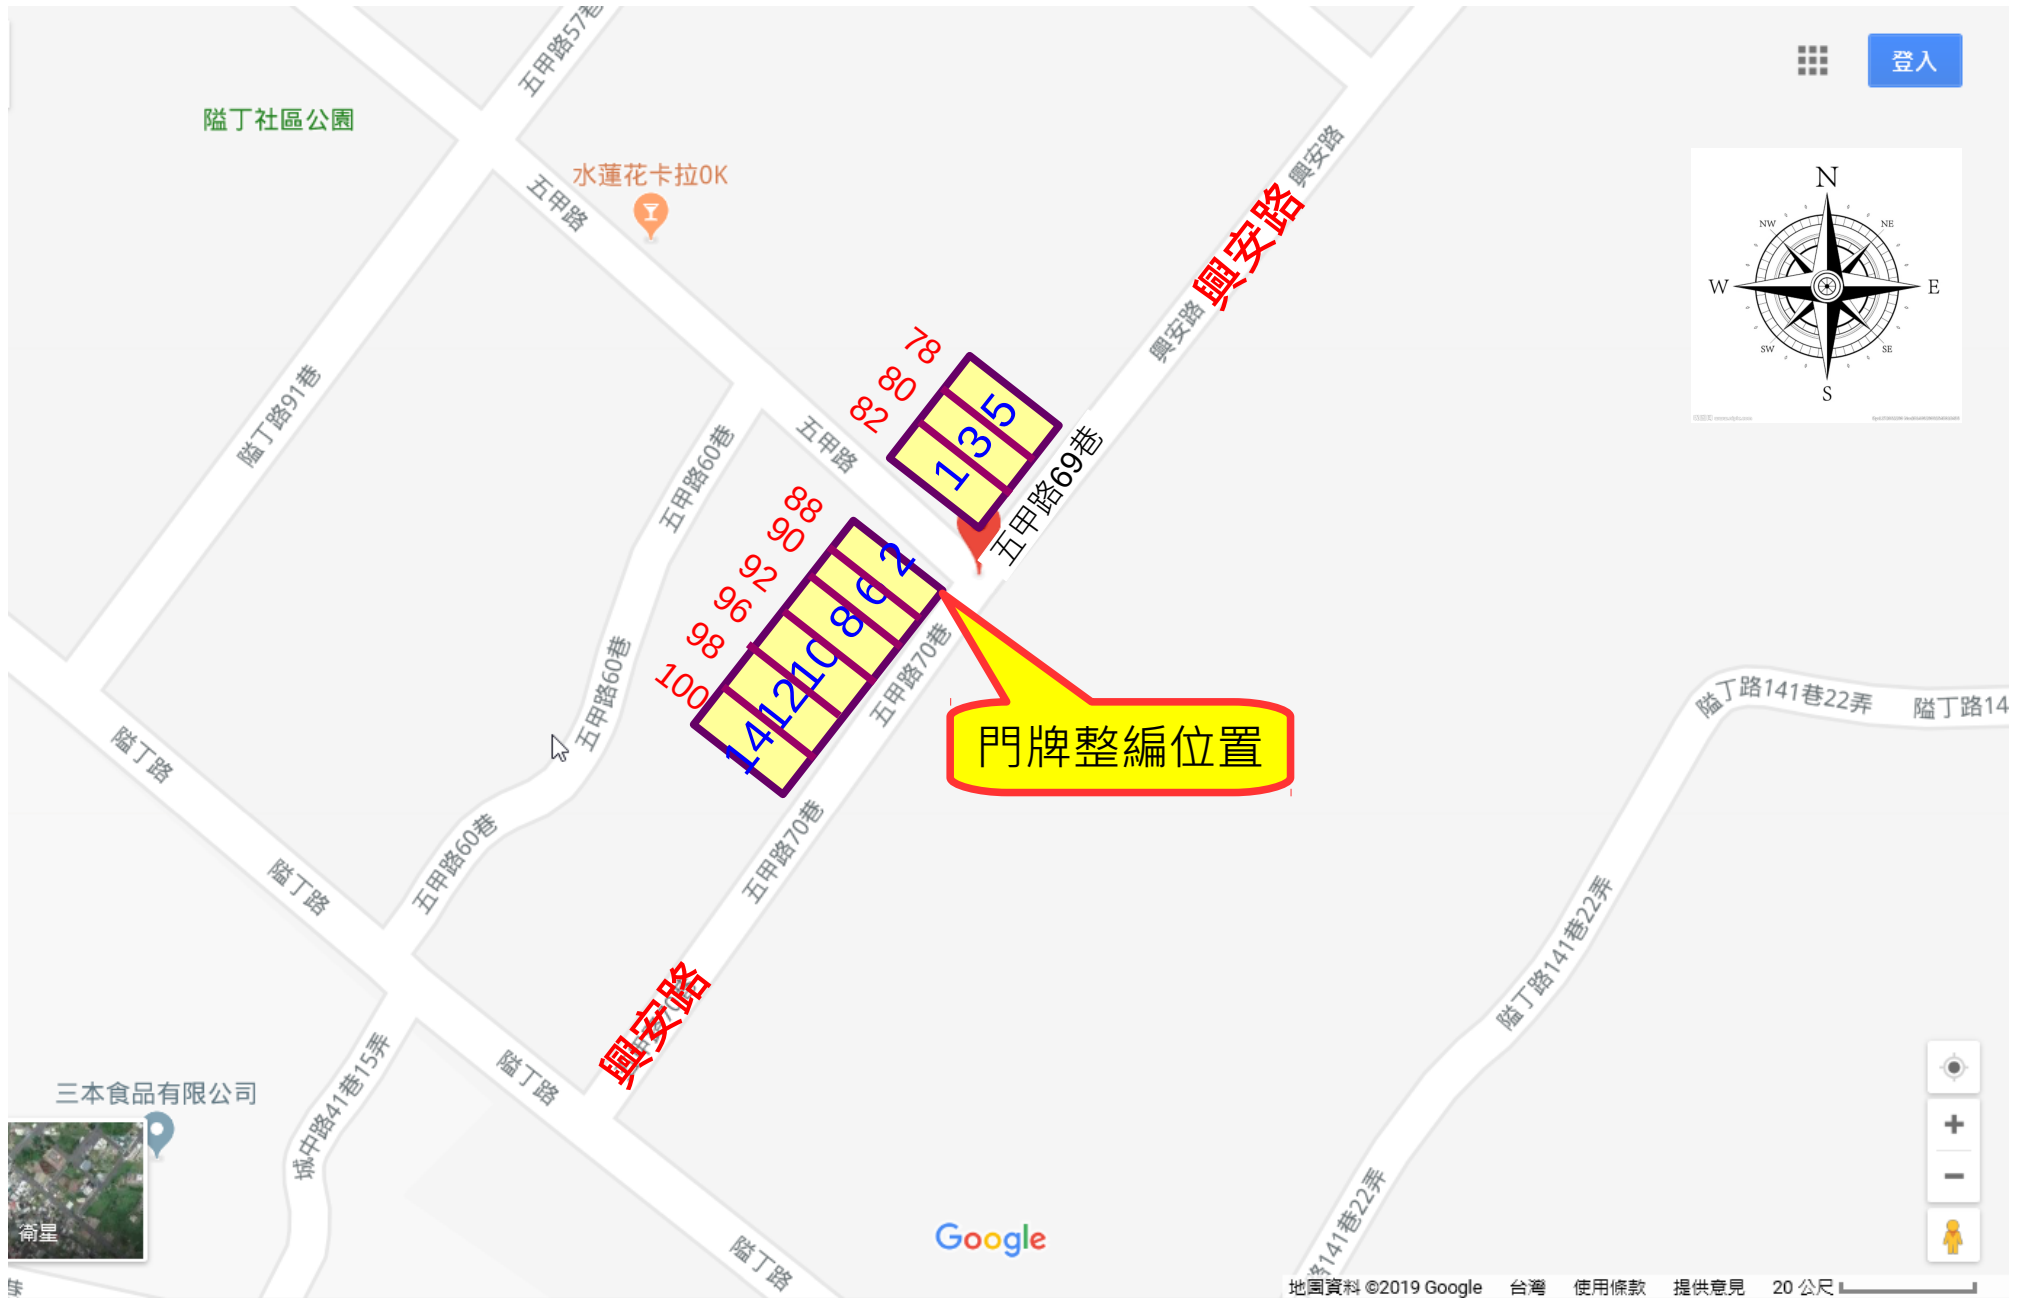 五甲路57巷
登入
隘丁社區公園
水蓮花卡拉OK
五甲路
興安路
興安路
興安路
N
NW
NE
W
E
SW
SE
S
78
80
82
5
3
1
隘丁路91巷
五甲路60巷
五甲路
五甲路69巷
88
90
92
96
98
100
2
6
8
10
12
14
五甲路60巷
五甲路70巷
門牌整編位置
隘丁路141巷22弄
隘丁路14
隘丁路
五甲路60巷
五甲路70巷
隘丁路
隘丁路141巷22弄
興安路
隘丁路
城中路41巷15弄
三本食品有限公司
衛星
路141巷22弄
隘丁路
Google
巷
地圖資料 ©2019 Google 台灣 使用條款 提供意見 20 公尺